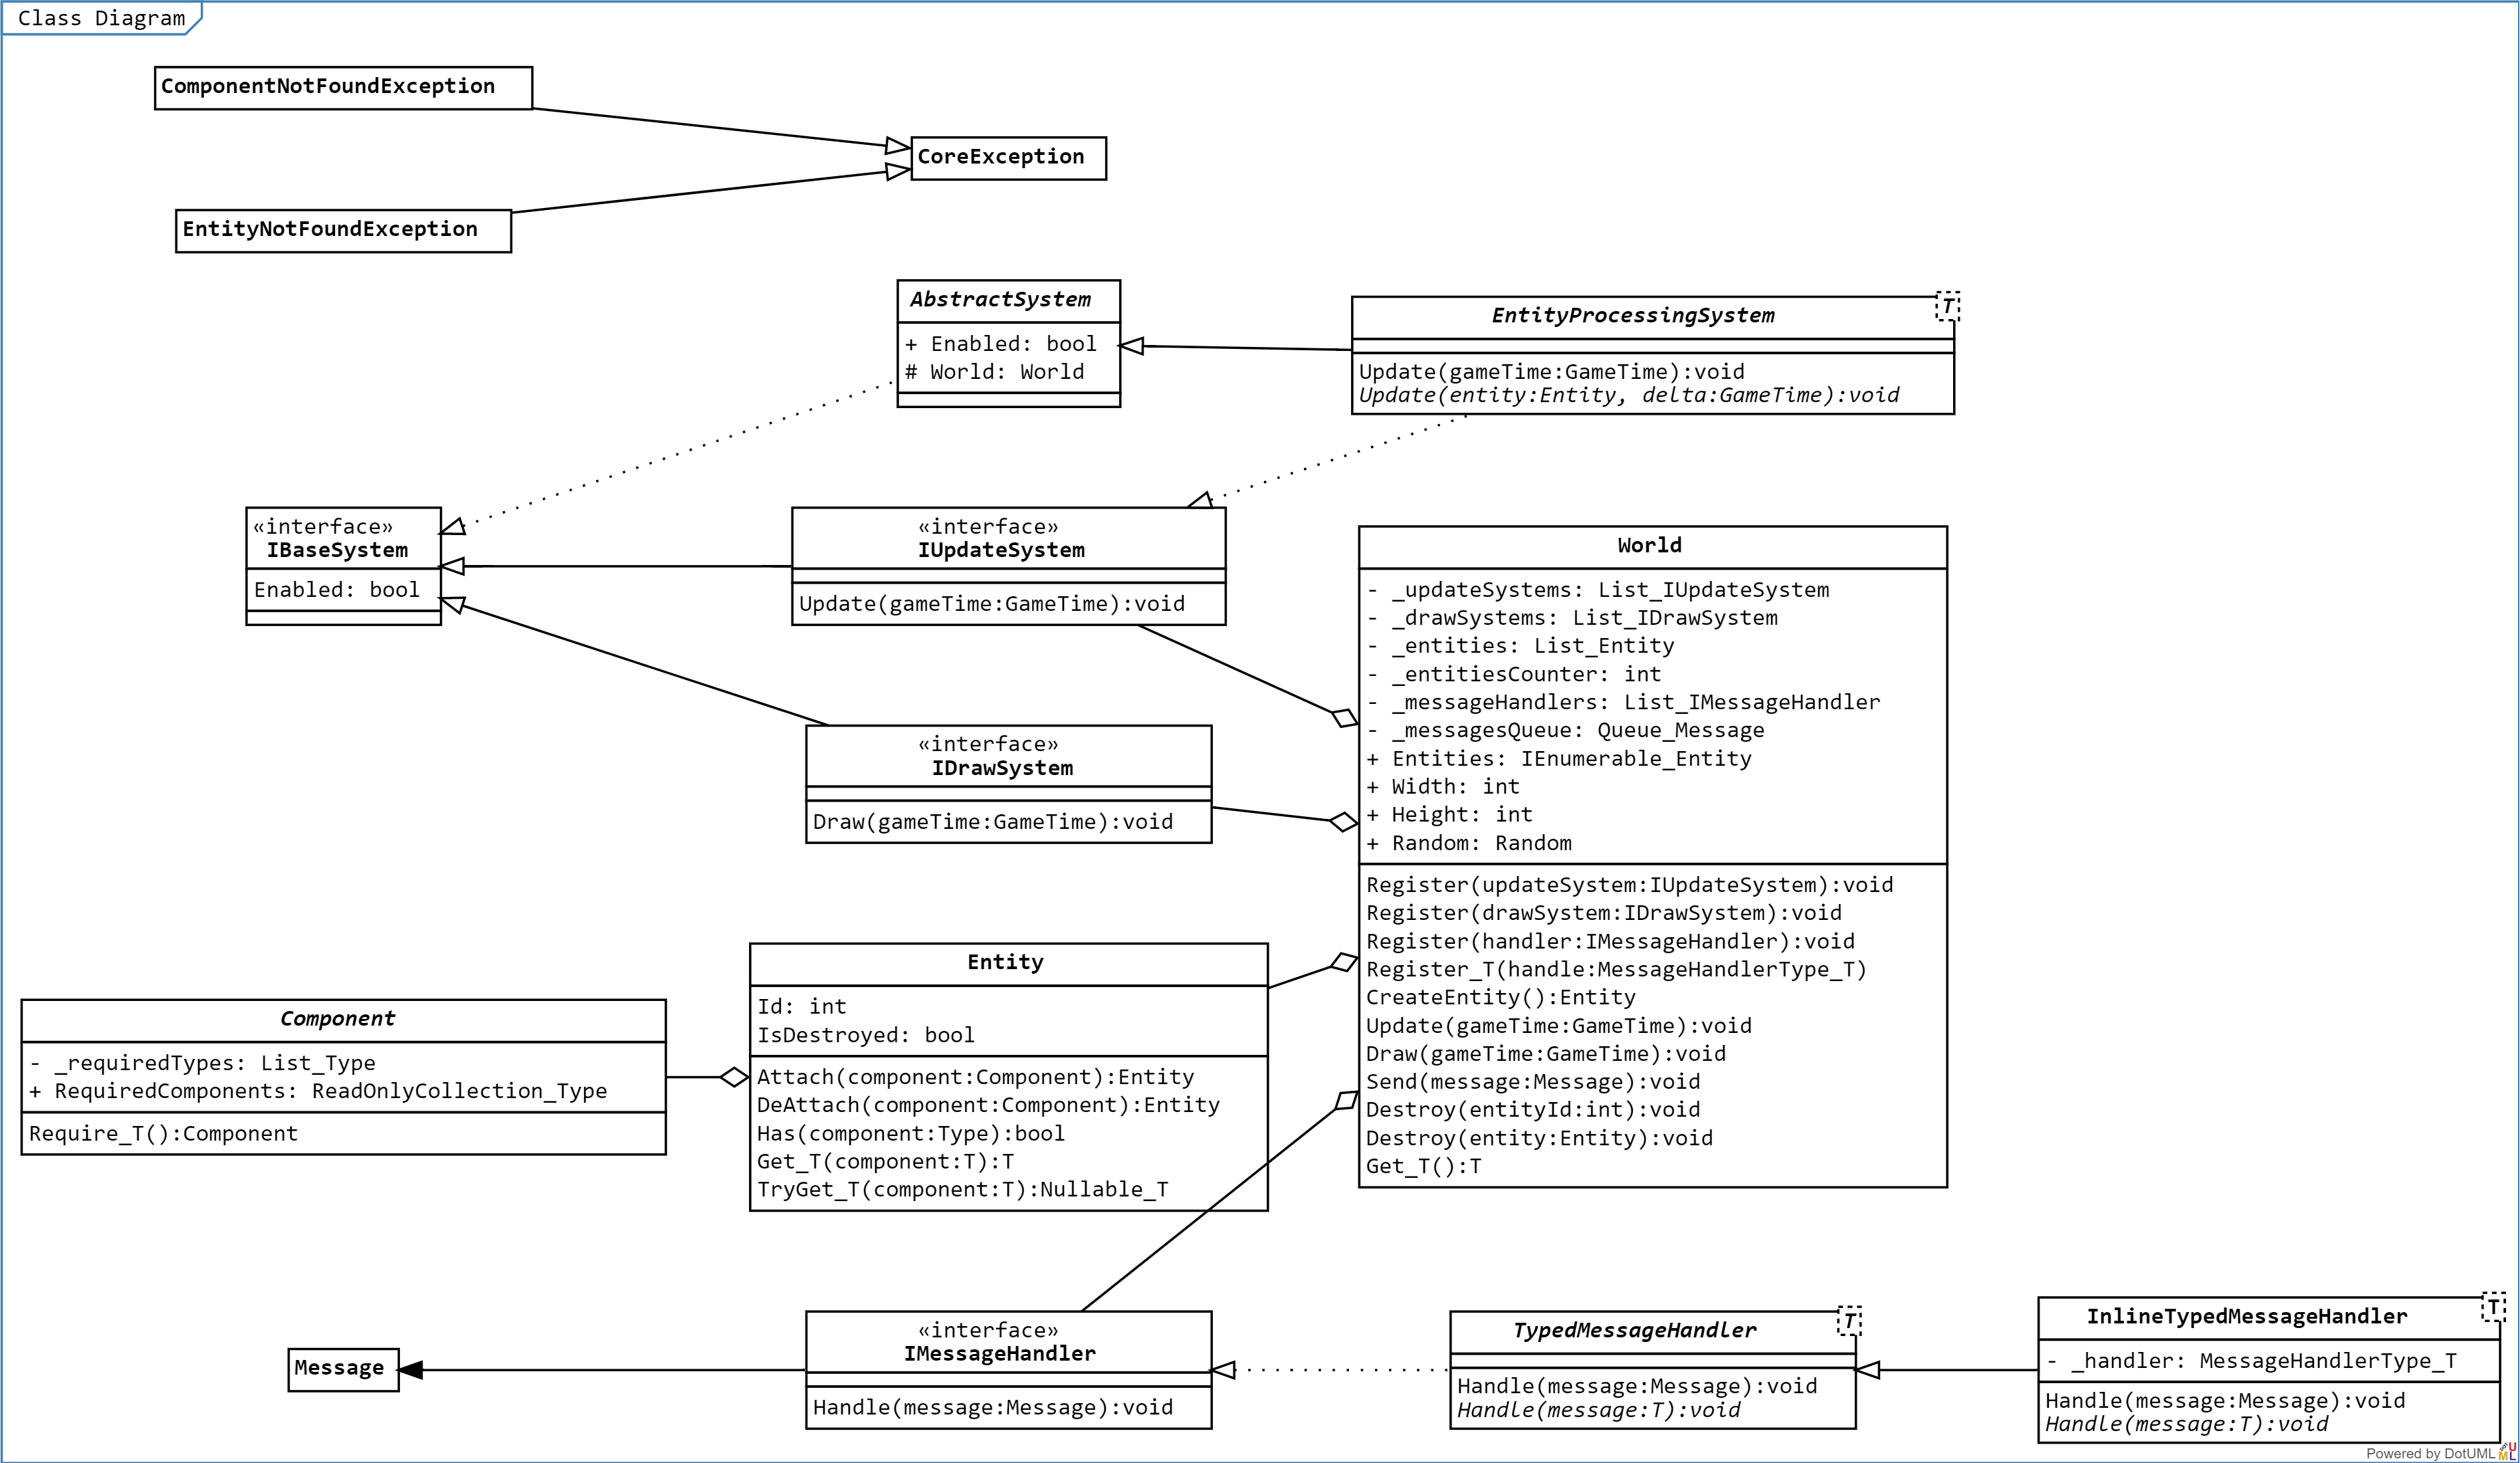 Class Diagram
ComponentNotFoundException
CoreException
EntityNotFoundException
AbstractSystem
+ Enabled: bool
# World: World
EntityProcessingSystem
T
Update(gameTime:GameTime):void
Update(entity:Entity, delta:GameTime):void
«interface»
IBaseSystem
Enabled: bool
«interface»
IUpdateSystem
Update(gameTime:GameTime):void
«interface»
IDrawSystem
Draw(gameTime:GameTime):void
World
- _updateSystems: List_IUpdateSystem
- _drawSystems: List_IDrawSystem
- _entities: List_Entity
- _entitiesCounter: int
- _messageHandlers: List_IMessageHandler
- _messagesQueue: Queue_Message
+ Entities: IEnumerable_Entity
+ Width: int
+ Height: int
+ Random: Random
Register(updateSystem:IUpdateSystem):void
Register(drawSystem:IDrawSystem):void
Register(handler:IMessageHandler):void
Register_T(handle:MessageHandlerType_T)
CreateEntity():Entity
Update(gameTime:GameTime):void
Draw(gameTime:GameTime):void
Send(message:Message):void
Destroy(entityId:int):void
Destroy(entity:Entity):void
Get_T():T
Entity
Id: int
IsDestroyed: bool
Attach(component:Component):Entity
DeAttach(component:Component):Entity
Has(component:Type):bool
Get_T(component:T):T
TryGet_T(component:T):Nullable_T
Component
- _requiredTypes: List_Type
+ RequiredComponents: ReadOnlyCollection_Type
Require_T():Component
Message
«interface»
IMessageHandler
Handle(message:Message):void
TypedMessageHandler
T
Handle(message:Message):void
Handle(message:T):void
InlineTypedMessageHandler
T
- _handler: MessageHandlerType_T
Handle(message:Message):void
Handle(message:T):void
Powered by DotUML